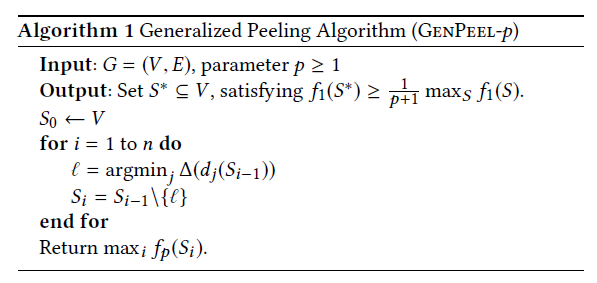 Algorithm 1 Generalized Peeling Algorithm (GENPEEL-p)
Input: G = (V, E), parameter p ≥ 1
Output: Set S* ⊆ V, satisfying f₁(S*) ≥ 1/(p+1) max_S f₁(S).
S₀ ← V
for i = 1 to n do
ℓ = argmin_j Δ(d_j(S_{i−1}))
S_i = S_{i−1}\{ℓ}
end for
Return max_i f_p(S_i).